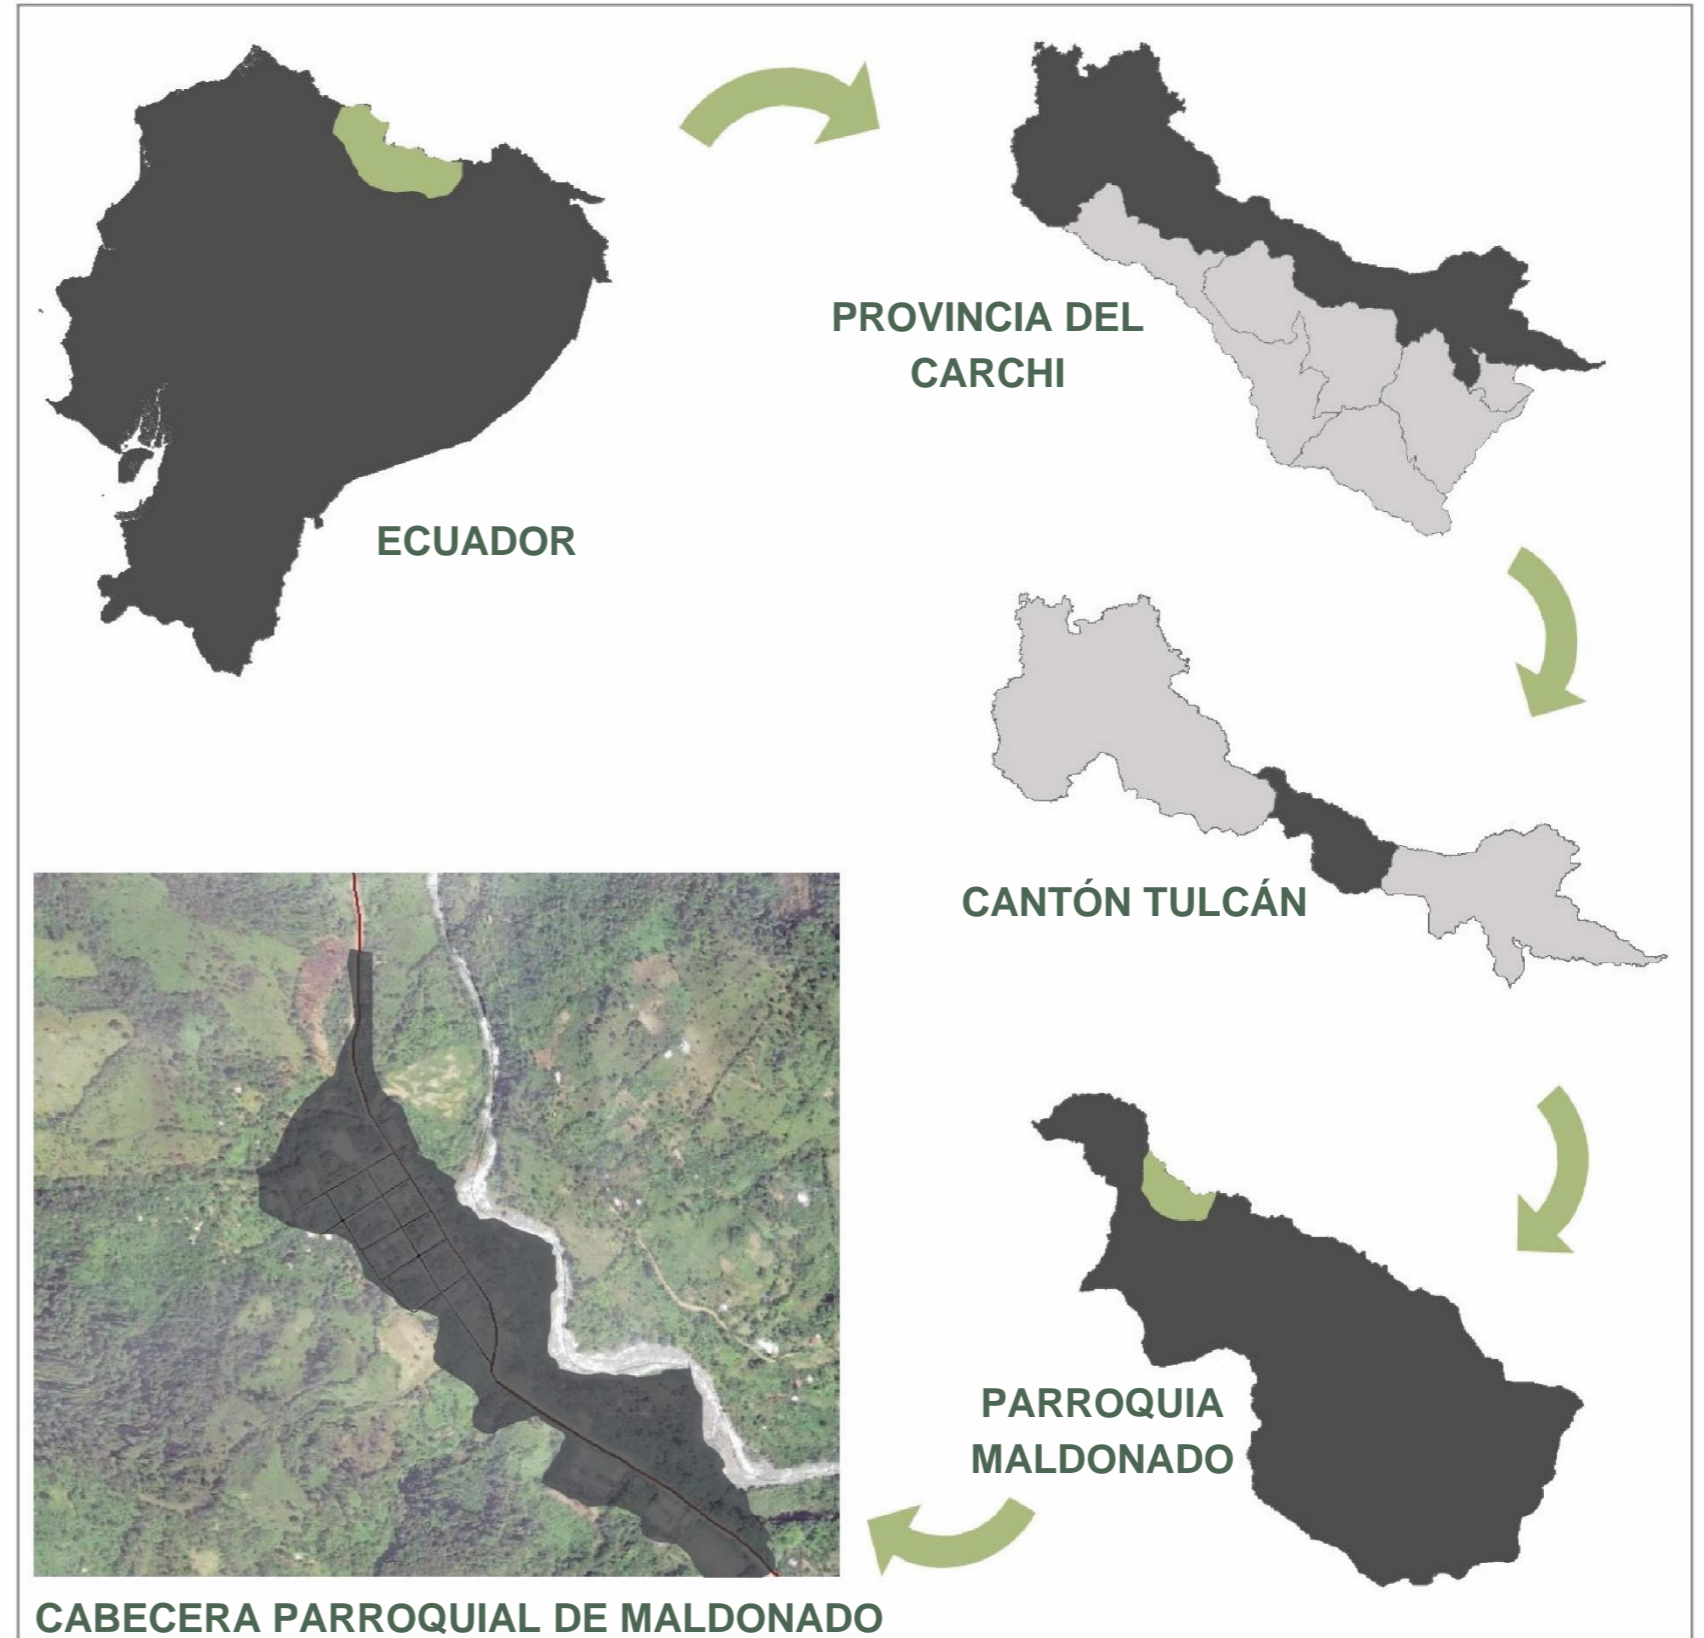 ECUADOR
PROVINCIA DEL
CARCHI
CANTÓN TULCÁN
PARROQUIA
MALDONADO
CABECERA PARROQUIAL DE MALDONADO